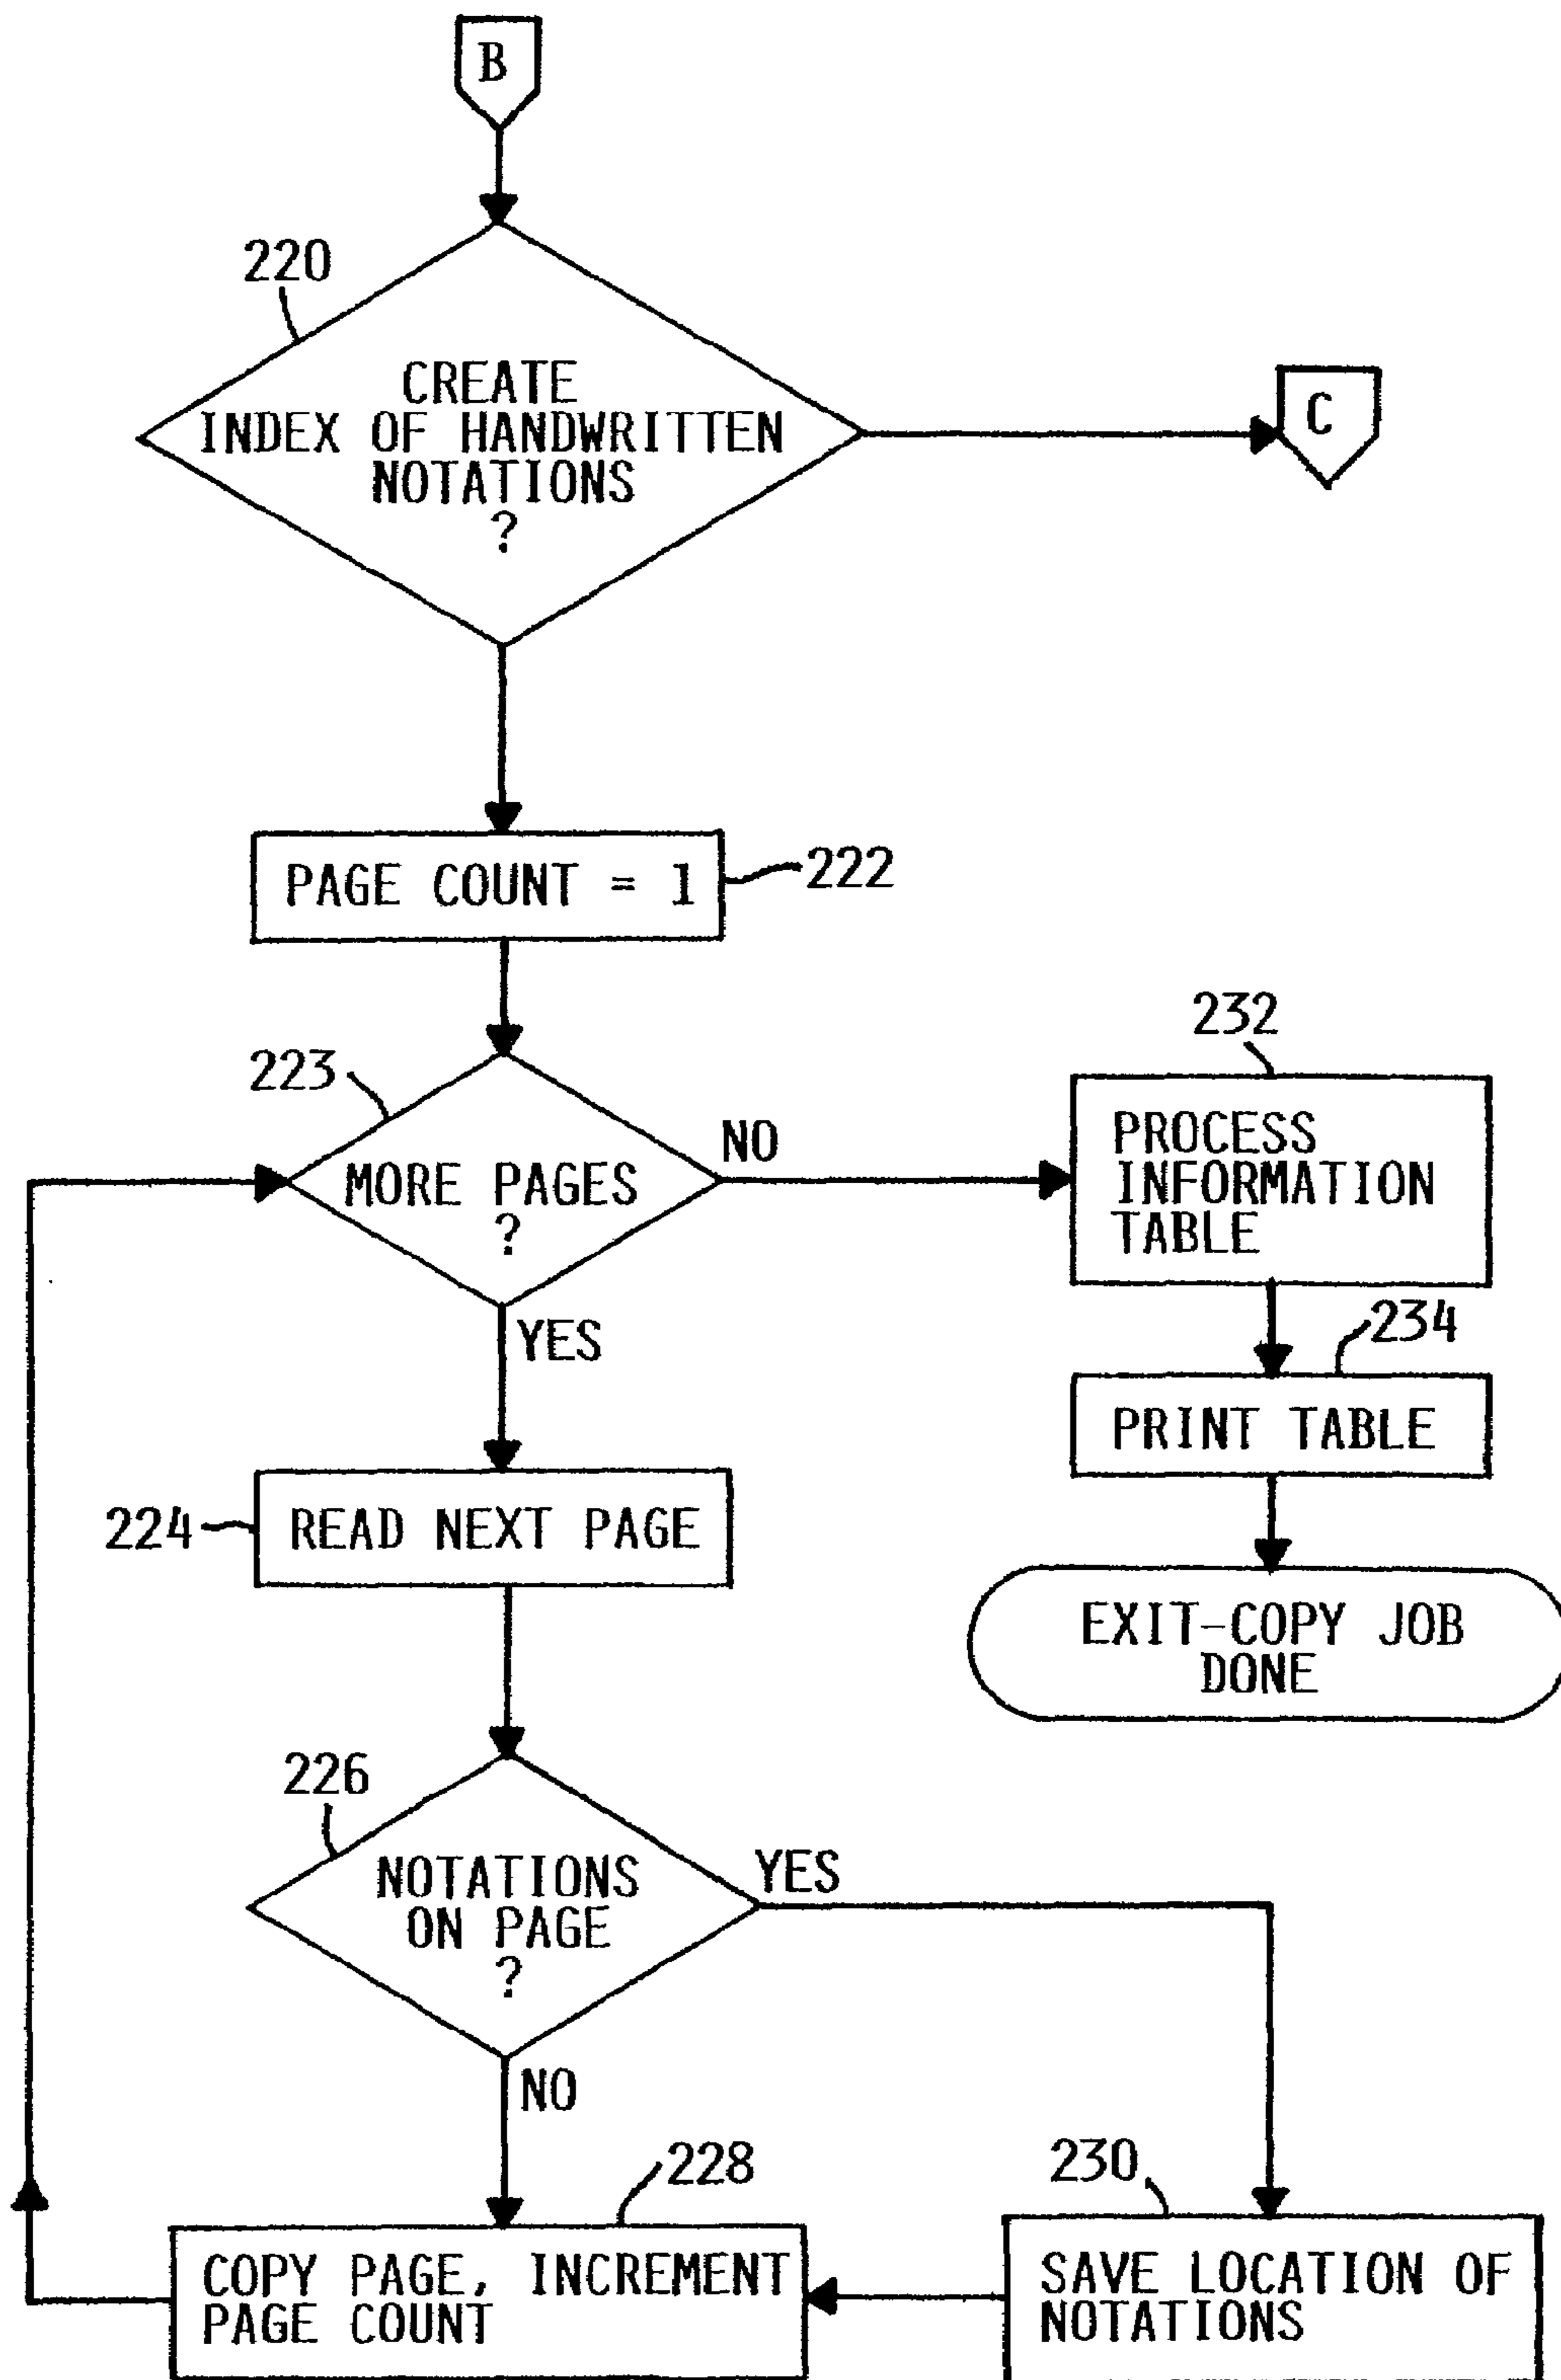 B
220
CREATE
INDEX OF HANDWRITTEN
NOTATIONS
?
C
PAGE COUNT = 1
222
223
MORE PAGES
?
NO
YES
232
PROCESS
INFORMATION
TABLE
234
PRINT TABLE
EXIT-COPY JOB
DONE
224
READ NEXT PAGE
226
NOTATIONS
ON PAGE
?
YES
NO
228
COPY PAGE, INCREMENT
PAGE COUNT
230
SAVE LOCATION OF
NOTATIONS